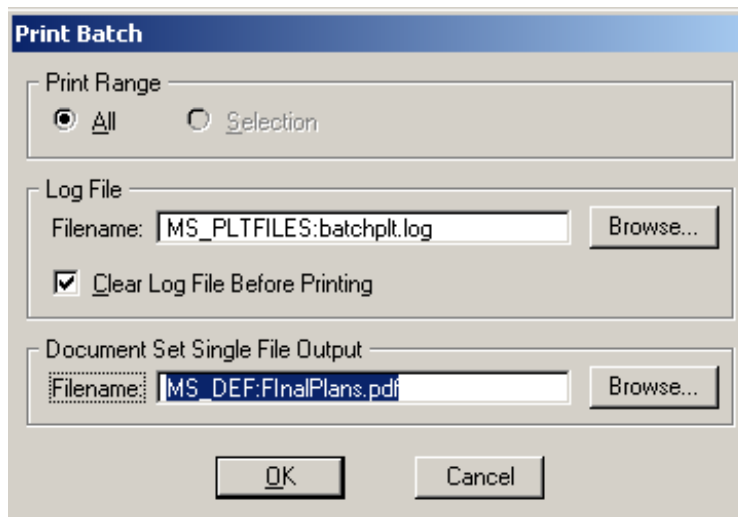 Print Batch
Print Range
All Selection
Log File
Filename: MS_PLTFILES:batchplt.log Browse...
Clear Log File Before Printing
Document Set Single File Output
Filename: MS_DEF:FInalPlans.pdf Browse...
OK Cancel